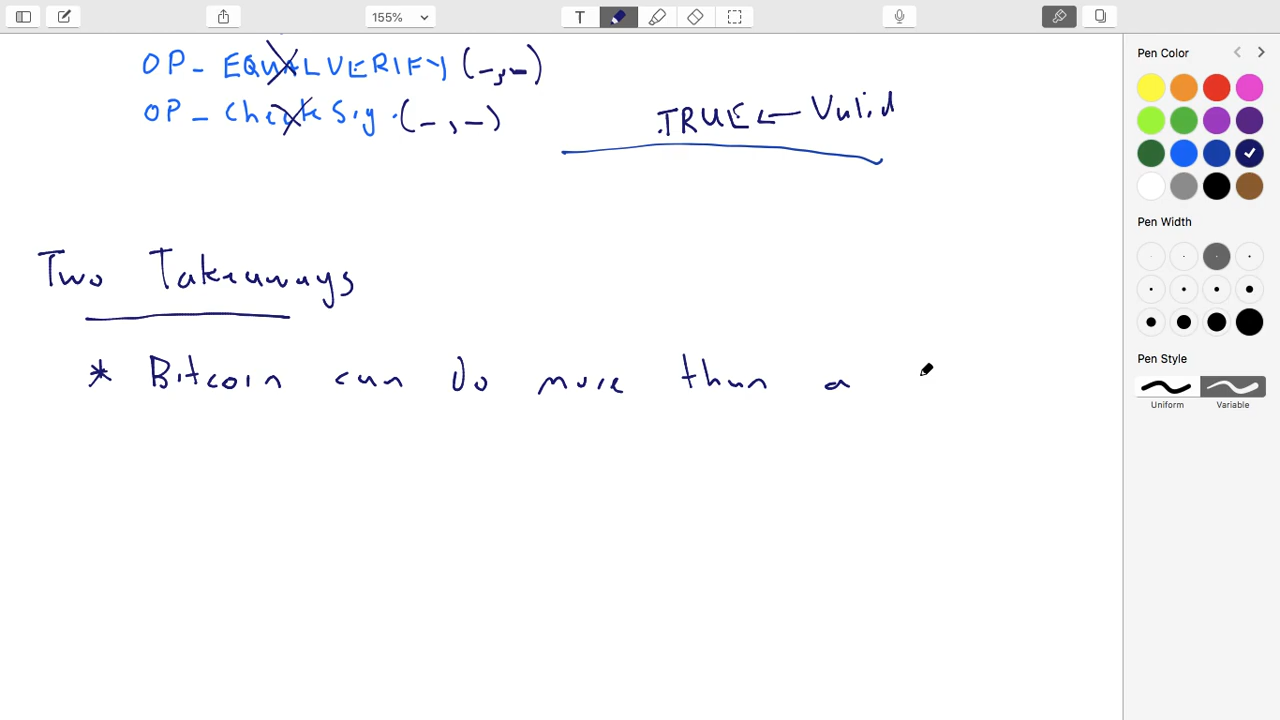 155%
T
OP_EQUALVERIFY (-,-)
OP_CheckSig.(-,-)
.TRUE ← Valid
Two Takeaways
* Bitcoin can do more than a
Pen Color
Pen Width
Pen Style
Uniform
Variable